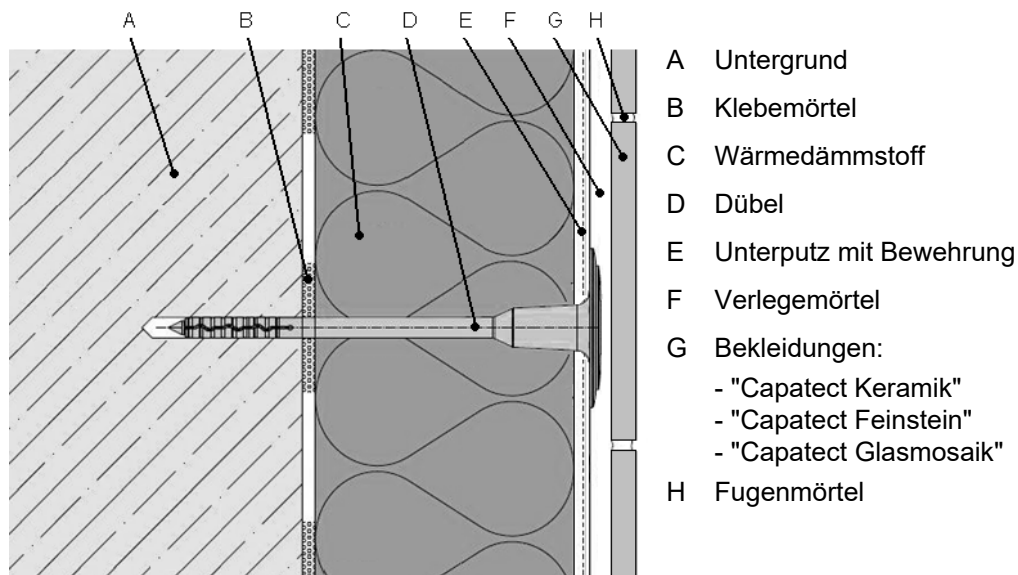 A B C D E F G H
A Untergrund
B Klebemörtel
C Wärmedämmstoff
D Dübel
E Unterputz mit Bewehrung
F Verlegemörtel
G Bekleidungen:
- "Capatect Keramik"
- "Capatect Feinstein"
- "Capatect Glasmosaik"
H Fugenmörtel